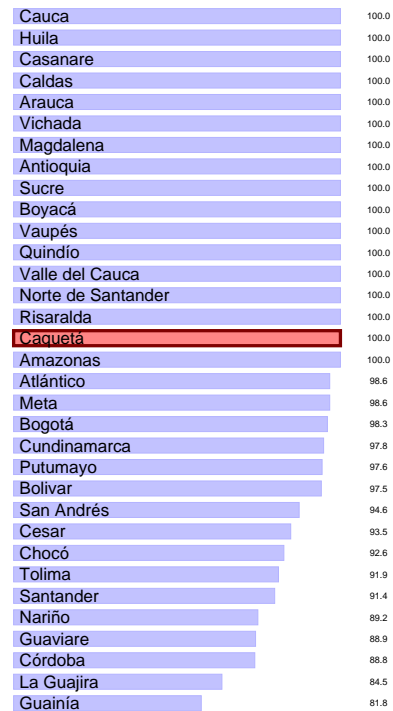 Cauca 100.0
Huila 100.0
Casanare 100.0
Caldas 100.0
Arauca 100.0
Vichada 100.0
Magdalena 100.0
Antioquia 100.0
Sucre 100.0
Boyacá 100.0
Vaupés 100.0
Quindío 100.0
Valle del Cauca 100.0
Norte de Santander 100.0
Risaralda 100.0
Caquetá 100.0
Amazonas 100.0
Atlántico 98.6
Meta 98.6
Bogotá 98.3
Cundinamarca 97.8
Putumayo 97.6
Bolivar 97.5
San Andrés 94.6
Cesar 93.5
Chocó 92.6
Tolima 91.9
Santander 91.4
Nariño 89.2
Guaviare 88.9
Córdoba 88.8
La Guajira 84.5
Guainía 81.8